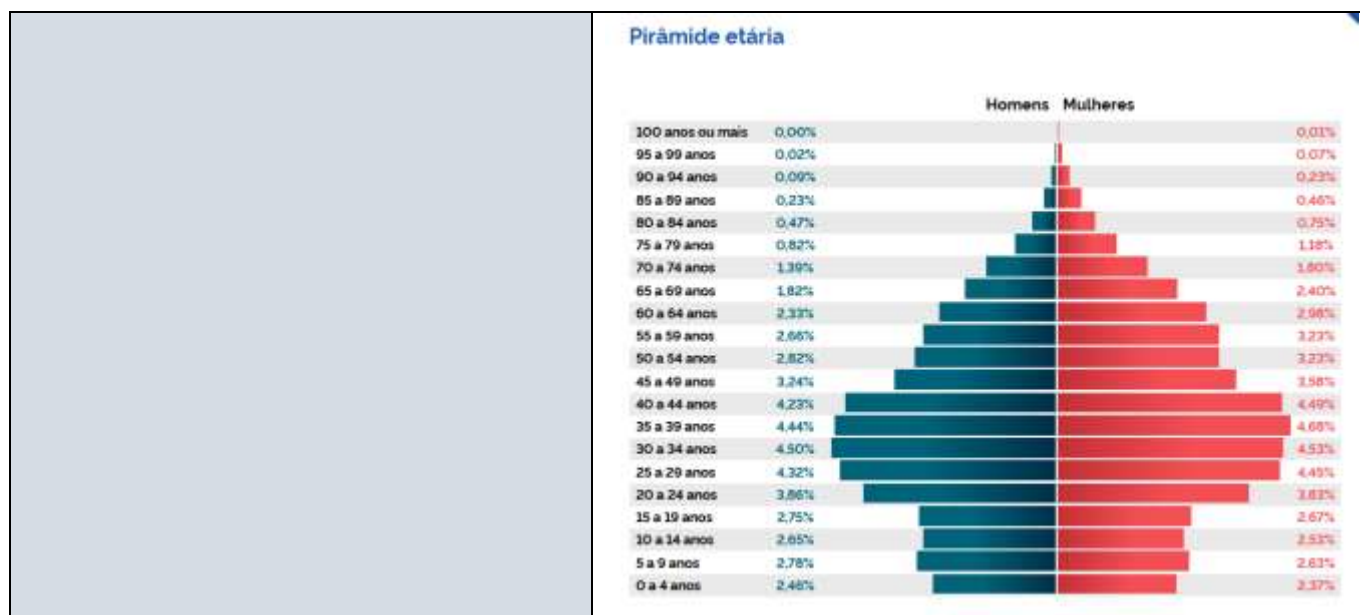 Pirâmide etária
Homens Mulheres
100 anos ou mais 0,00% 0,01%
95 a 99 anos 0,02% 0,07%
90 a 94 anos 0,09% 0,23%
85 a 89 anos 0,23% 0,46%
80 a 84 anos 0,47% 0,75%
75 a 79 anos 0,82% 1,18%
70 a 74 anos 1,39% 1,80%
65 a 69 anos 1,82% 2,40%
60 a 64 anos 2,33% 2,98%
55 a 59 anos 2,66% 3,23%
50 a 54 anos 2,82% 3,23%
45 a 49 anos 3,24% 3,58%
40 a 44 anos 4,23% 4,49%
35 a 39 anos 4,44% 4,68%
30 a 34 anos 4,50% 4,53%
25 a 29 anos 4,32% 4,45%
20 a 24 anos 3,86% 3,83%
15 a 19 anos 2,75% 2,67%
10 a 14 anos 2,65% 2,53%
5 a 9 anos 2,78% 2,63%
0 a 4 anos 2,46% 2,37%